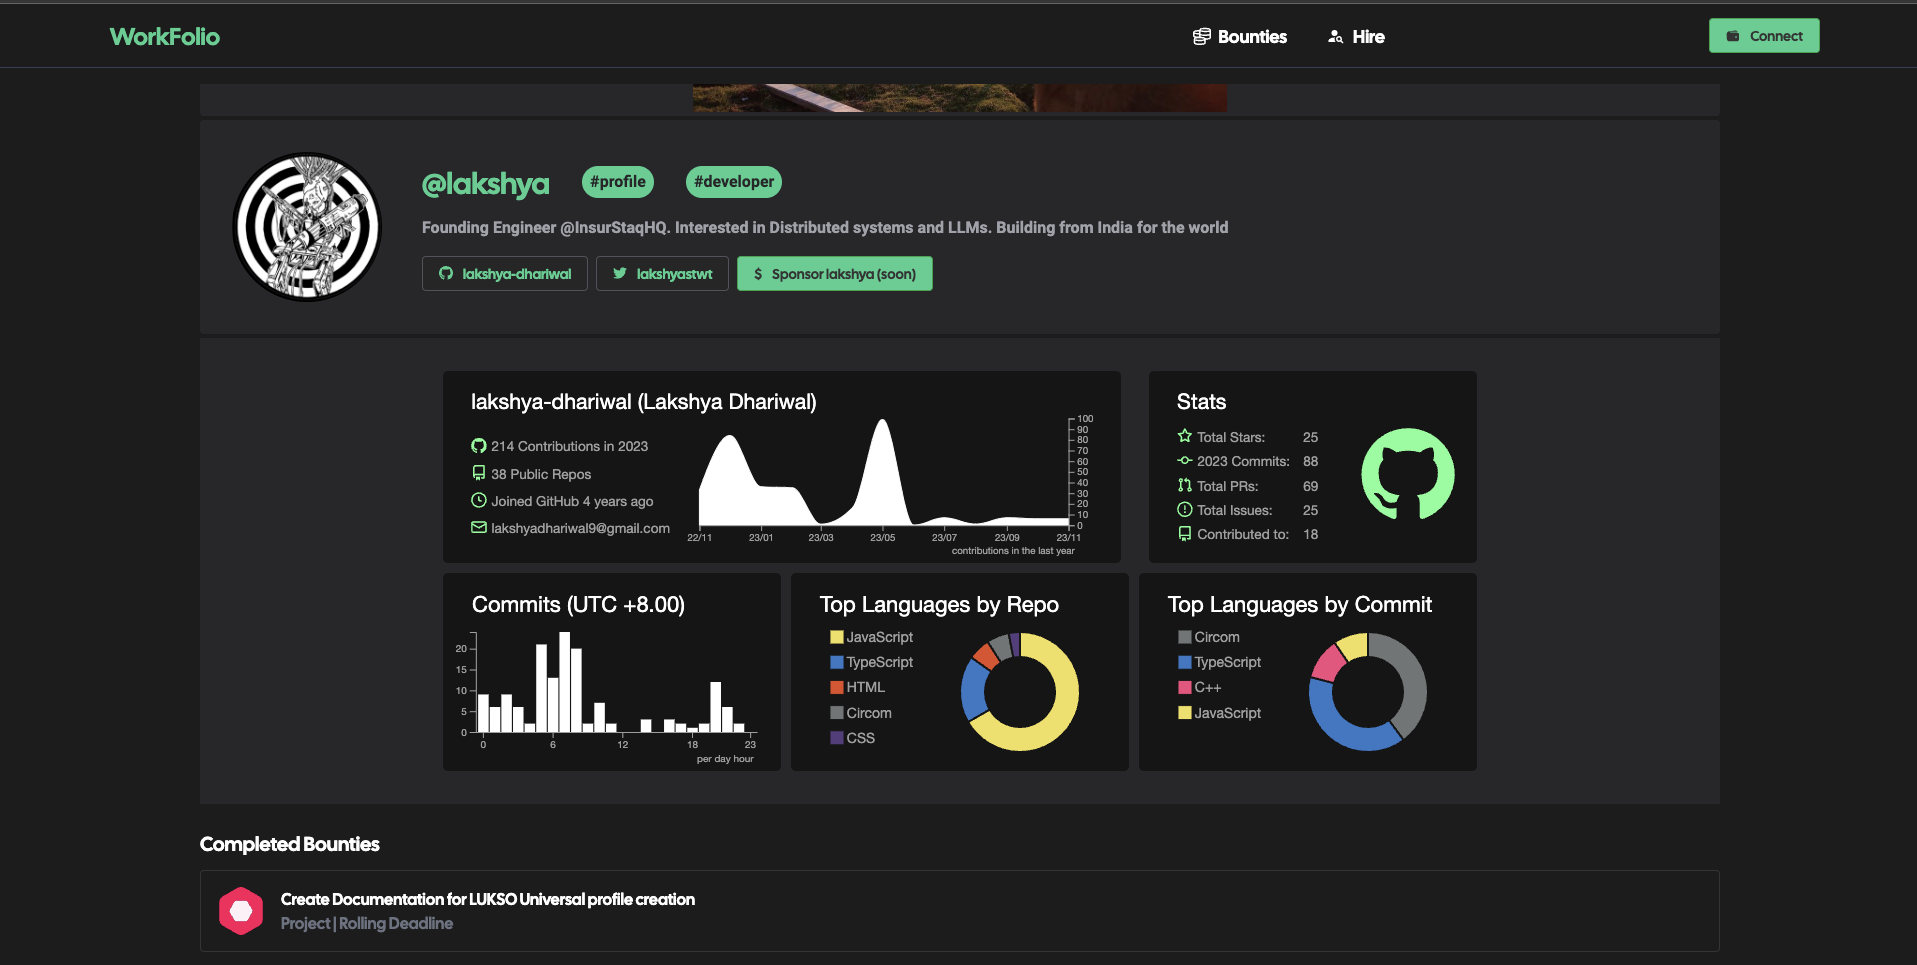 WorkFolio
Bounties
Hire
Connect
@lakshya
#profile
#developer
Founding Engineer @InsurStaqHQ. Interested in Distributed systems and LLMs. Building from India for the world
lakshya-dhariwal
lakshyastwt
$ Sponsor lakshya (soon)
lakshya-dhariwal (Lakshya Dhariwal)
214 Contributions in 2023
38 Public Repos
Joined GitHub 4 years ago
lakshyadhariwal9@gmail.com
100
90
80
70
60
50
40
30
20
10
0
22/11 23/01 23/03 23/05 23/07 23/09 23/11
contributions in the last year
Stats
Total Stars: 25
2023 Commits: 88
Total PRs: 69
Total Issues: 25
Contributed to: 18
Commits (UTC +8.00)
20
15
10
5
0
0 6 12 18 23
per day hour
Top Languages by Repo
JavaScript
TypeScript
HTML
Circom
CSS
Top Languages by Commit
Circom
TypeScript
C++
JavaScript
Completed Bounties
Create Documentation for LUKSO Universal profile creation
Project | Rolling Deadline